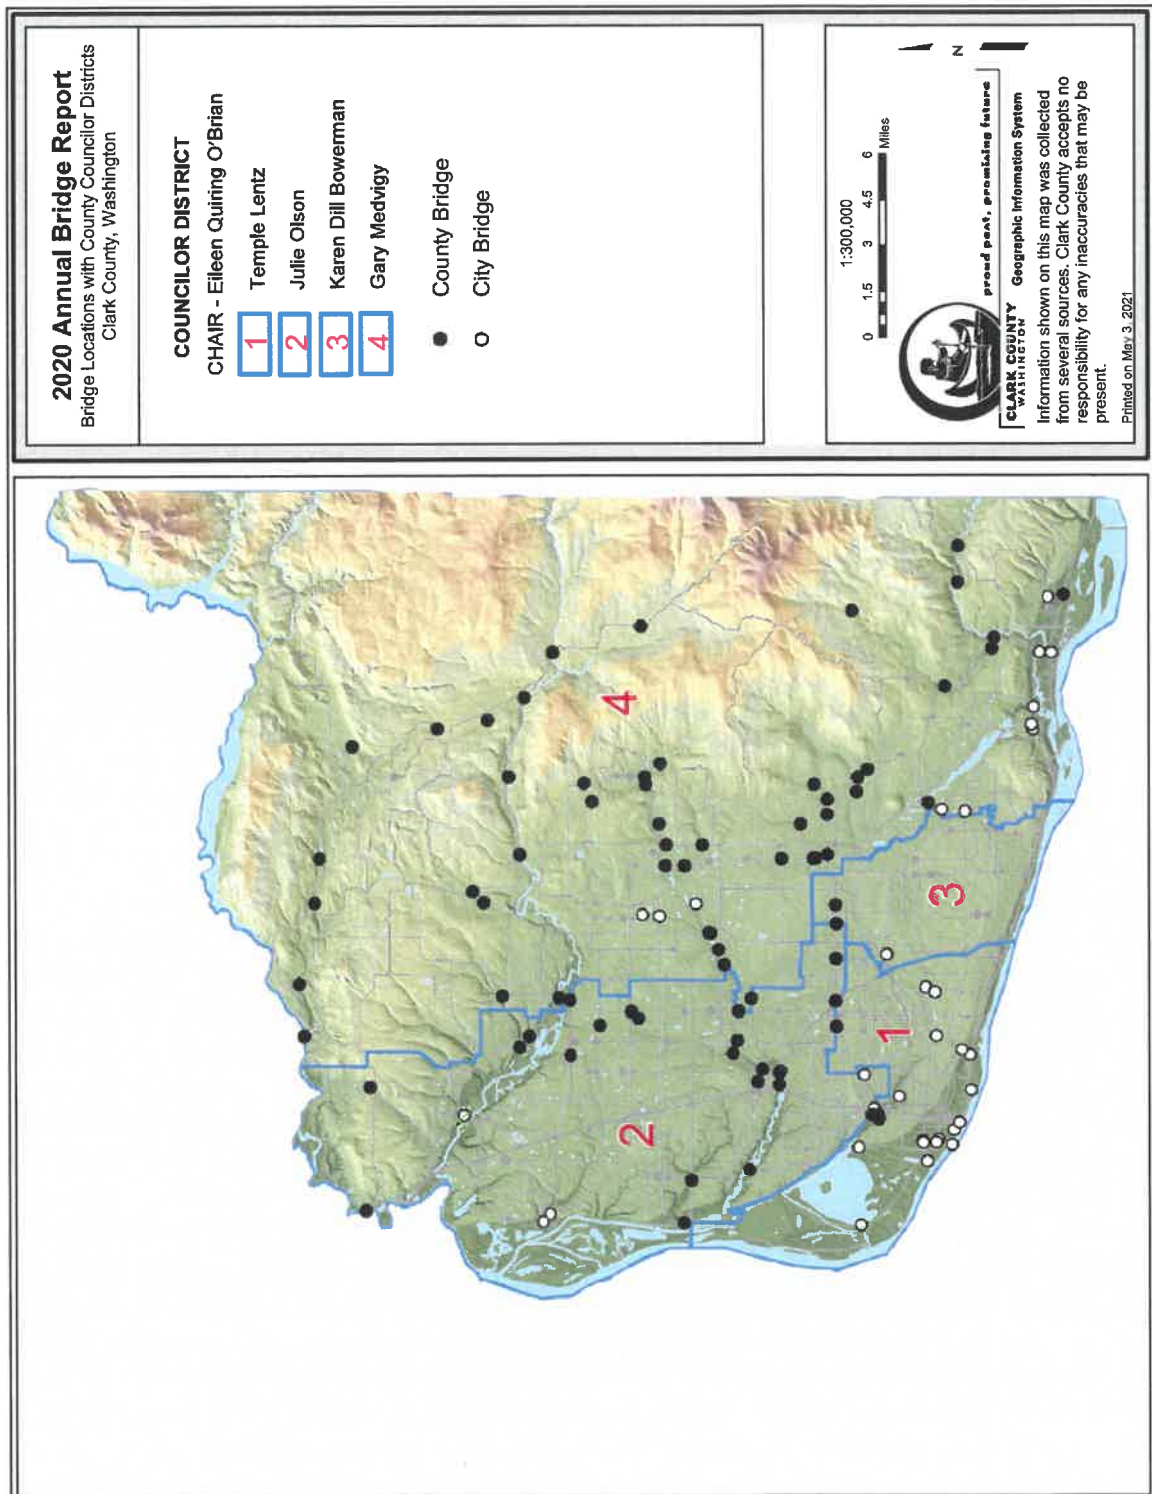 2020 Annual Bridge Report
Bridge Locations with County Councilor Districts
Clark County, Washington
COUNCILOR DISTRICT
CHAIR - Eileen Quiring O'Brian
1 Temple Lentz
2 Julie Olson
3 Karen Dill Bowerman
4 Gary Medvigy
County Bridge
City Bridge
1:300,000
0 1.5 3 4.5 6
Miles
N
proud past, promising future
CLARK COUNTY
WASHINGTON
Geographic Information System
Information shown on this map was collected
from several sources. Clark County accepts no
responsibility for any inaccuracies that may be
present.
Printed on May 3, 2021
4
2
1
3